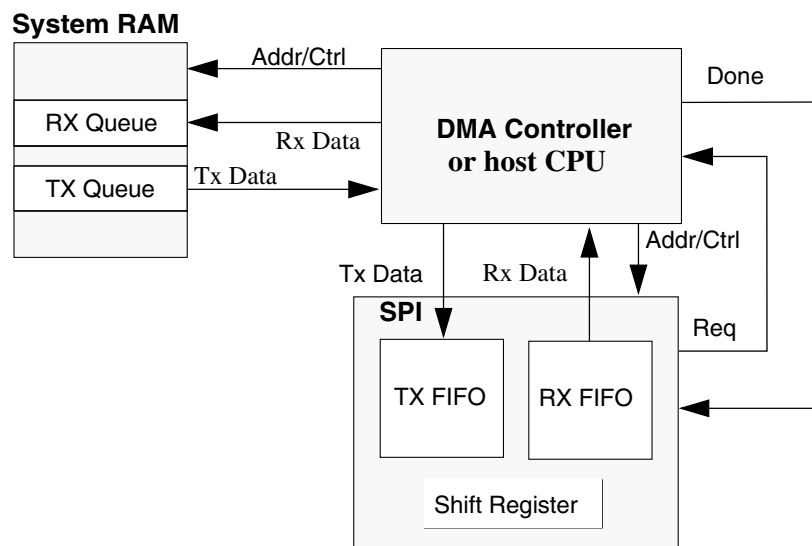 System RAM
Addr/Ctrl
Done
RX Queue
Rx Data
DMA Controller
or host CPU
TX Queue
Tx Data
Addr/Ctrl
Tx Data
Rx Data
SPI
Req
TX FIFO
RX FIFO
Shift Register